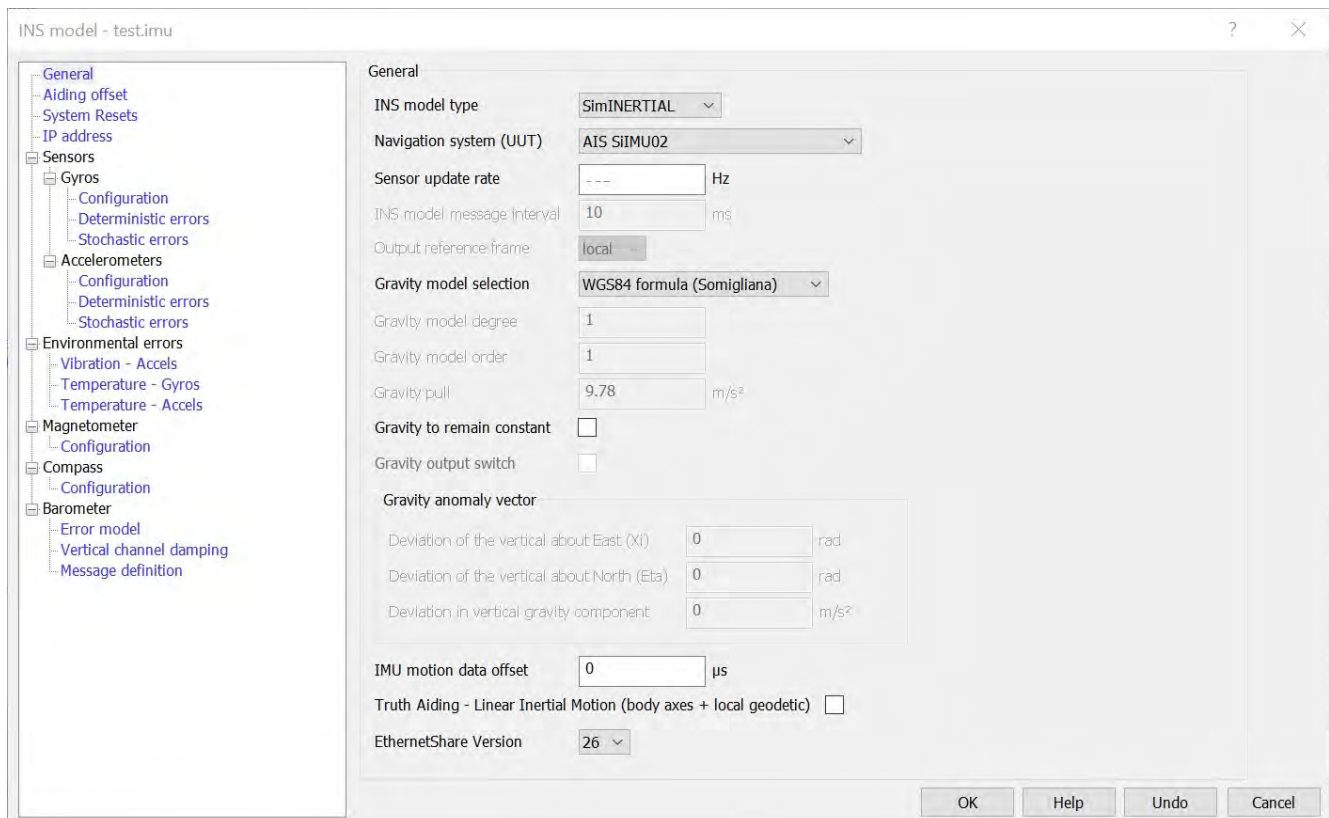 INS model - test.imu
?
General
Aiding offset
System Resets
IP address
Sensors
Gyros
Configuration
Deterministic errors
Stochastic errors
Accelerometers
Configuration
Deterministic errors
Stochastic errors
Environmental errors
Vibration - Accels
Temperature - Gyros
Temperature - Accels
Magnetometer
Configuration
Compass
Configuration
Barometer
Error model
Vertical channel damping
Message definition
General
INS model type SimINERTIAL
Navigation system (UUT) AIS SiIMU02
Sensor update rate --- Hz
INS model message interval 10 ms
Output reference frame local
Gravity model selection WGS84 formula (Somigliana)
Gravity model degree 1
Gravity model order 1
Gravity pull 9.78 m/s²
Gravity to remain constant
Gravity output switch
Gravity anomaly vector
Deviation of the vertical about East (Xi) 0 rad
Deviation of the vertical about North (Eta) 0 rad
Deviation in vertical gravity component 0 m/s²
IMU motion data offset 0 µs
Truth Aiding - Linear Inertial Motion (body axes + local geodetic)
EthernetShare Version 26
OK Help Undo Cancel